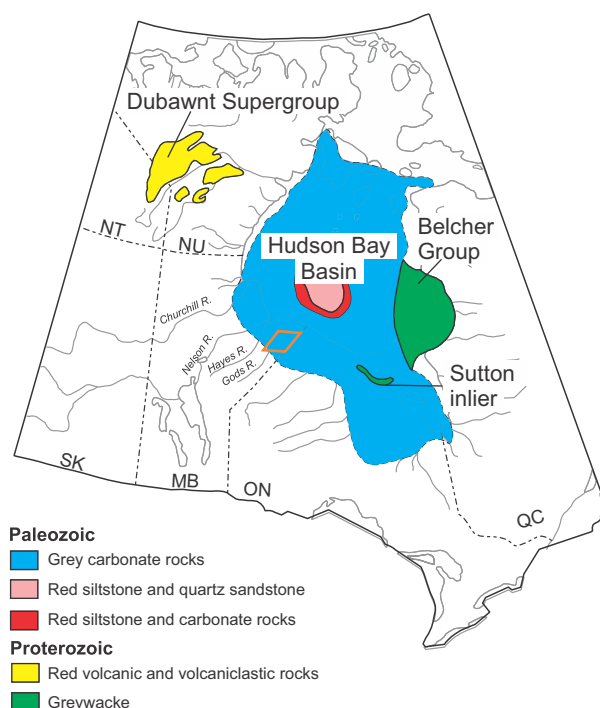 Dubawnt Supergroup
NT
NU
Hudson Bay
Basin
Belcher
Group
Churchill R.
Nelson R.
Hayes R.
Gods R.
Sutton
inlier
SK
MB
ON
QC
Paleozoic
Grey carbonate rocks
Red siltstone and quartz sandstone
Red siltstone and carbonate rocks
Proterozoic
Red volcanic and volcaniclastic rocks
Greywacke